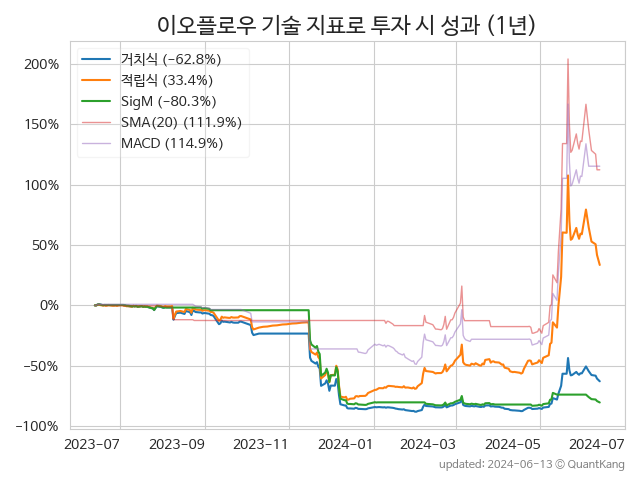 이오플로우 기술 지표로 투자 시 성과 (1년)
거치식 (−62.8%)
적립식 (33.4%)
SigM (−80.3%)
SMA(20) (111.9%)
MACD (114.9%)
200%
150%
100%
50%
0%
−50%
−100%
2023-07 2023-09 2023-11 2024-01 2024-03 2024-05 2024-07
updated: 2024-06-13 © QuantKang